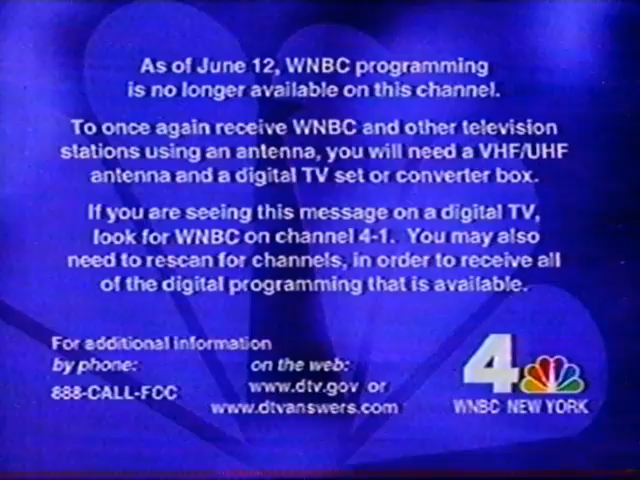 As of June 12, WNBC programming
is no longer available on this channel.
To once again receive WNBC and other television
stations using an antenna, you will need a VHF/UHF
antenna and a digital TV set or converter box.
If you are seeing this message on a digital TV,
look for WNBC on channel 4-1. You may also
need to rescan for channels, in order to receive all
of the digital programming that is available.
For additional information
by phone: on the web:
888-CALL-FCC www.dtv.gov or
www.dtvanswers.com
4
WNBC NEW YORK